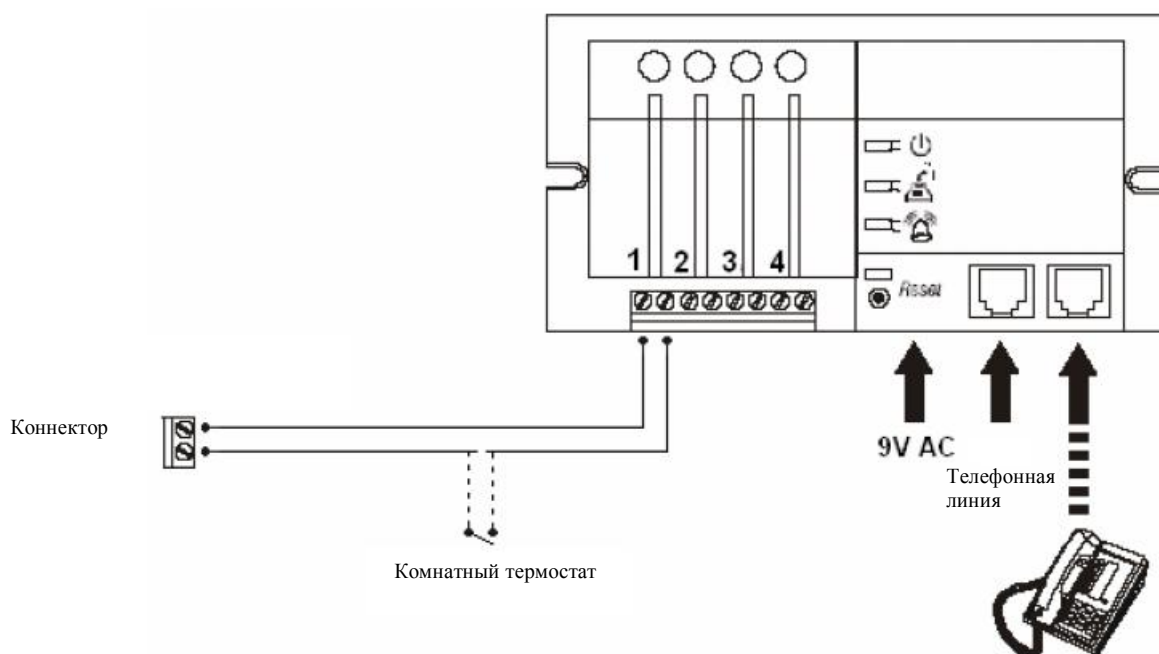 1 2 3 4
Reset
9V AC
Коннектор
Телефонная
линия
Комнатный термостат